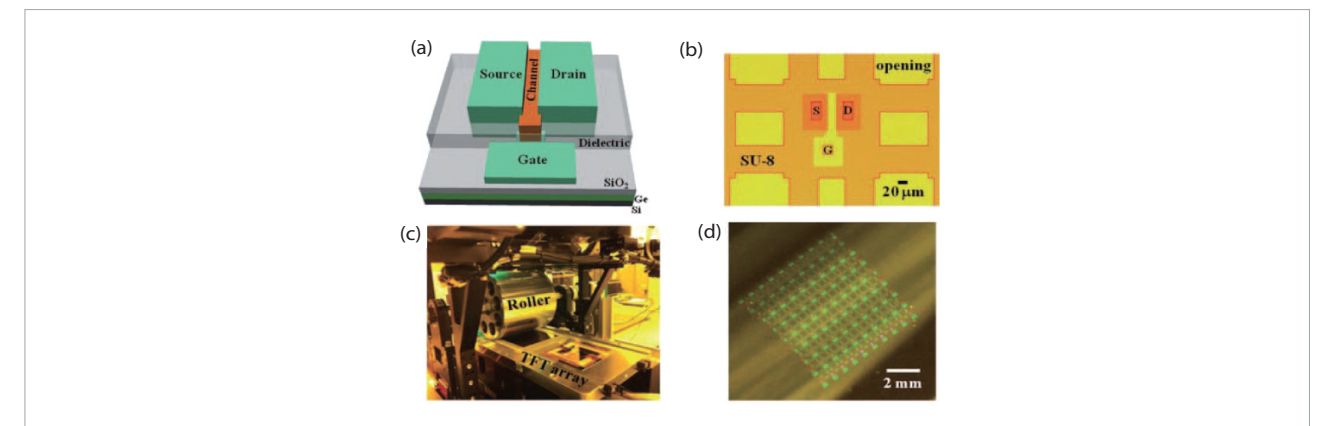 (a)
Source
Channel
Drain
Dielectric
Gate
SiO₂
Ge
Si
(b)
opening
S
D
G
SU-8
20 μm
(c)
Roller
TFT array
(d)
2 mm